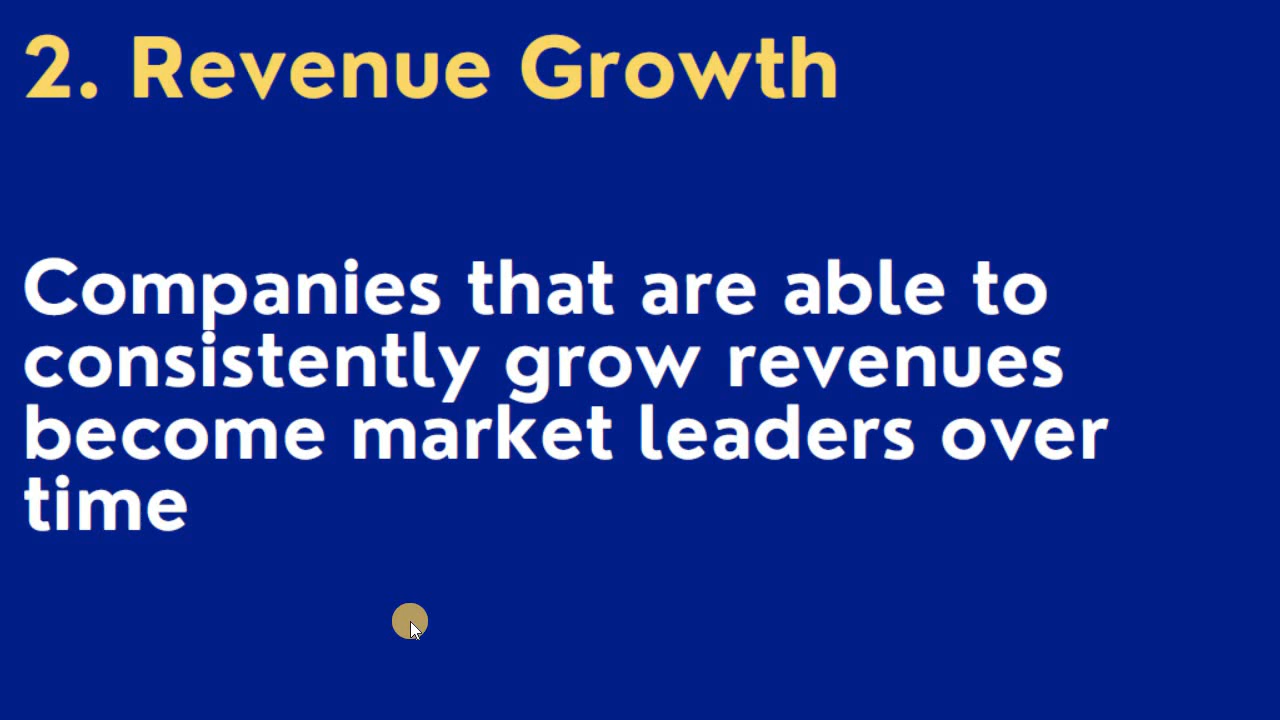 2. Revenue Growth
Companies that are able to
consistently grow revenues
become market leaders over
time